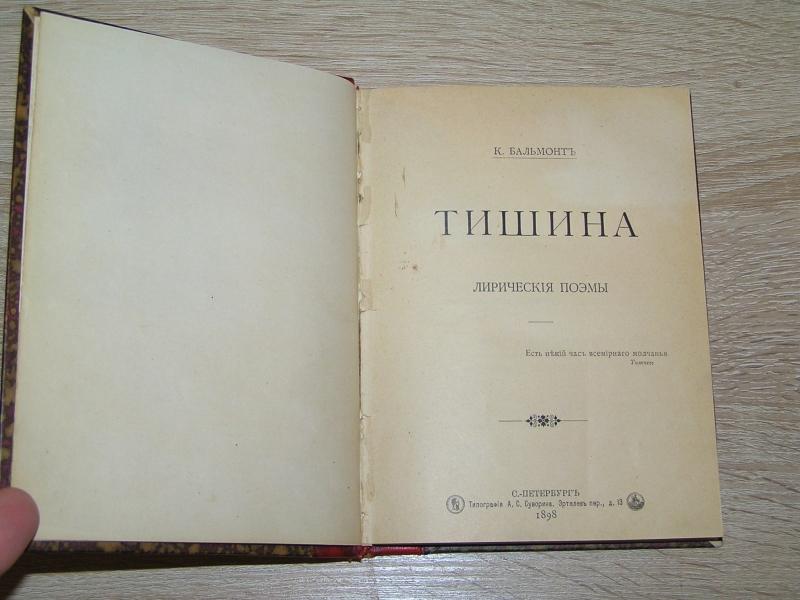 К. БАЛЬМОНТЪ
ТИШИНА
ЛИРИЧЕСКІЯ ПОЭМЫ
Есть нѣкій часъ всемірнаго молчанья
Тютчевъ
С.-ПЕТЕРБУРГЪ
Типографія А. С. Суворина. Эртелевъ пер., д. 13
1898